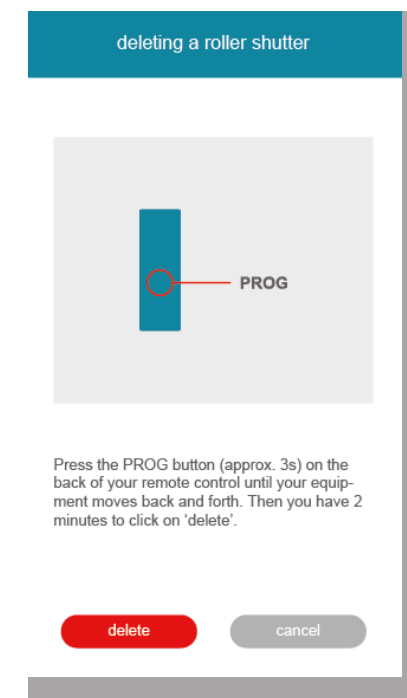 deleting a roller shutter
PROG
Press the PROG button (approx. 3s) on the
back of your remote control until your equip-
ment moves back and forth. Then you have 2
minutes to click on ‘delete’.
delete
cancel